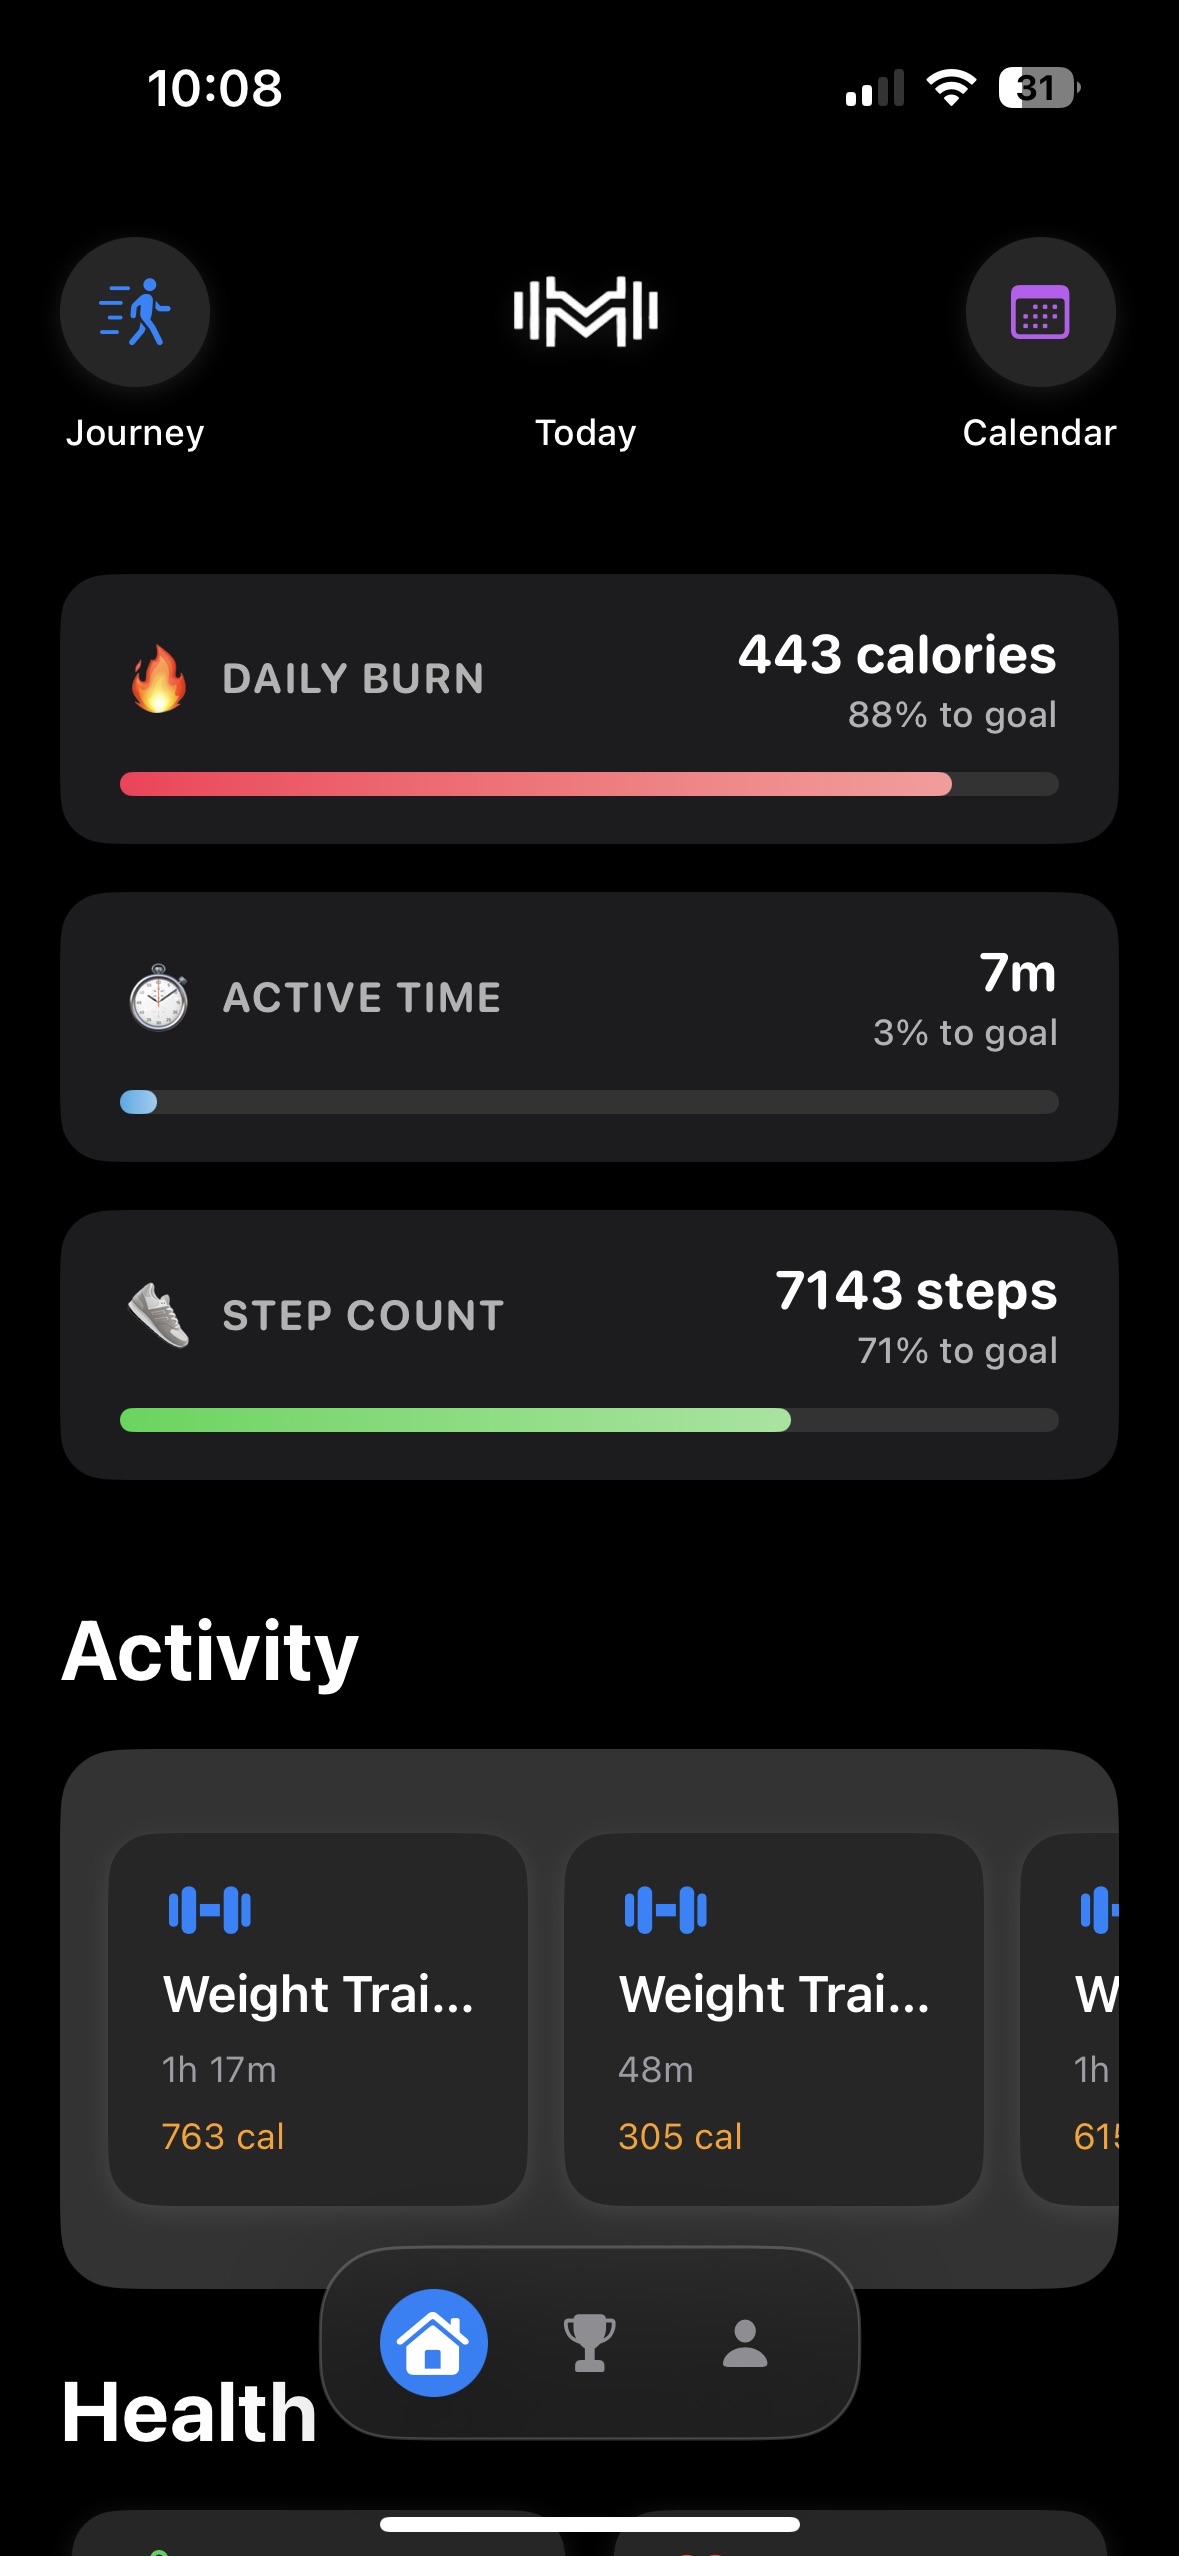 10:08
31
Journey
Today
Calendar
DAILY BURN
443 calories
88% to goal
ACTIVE TIME
7m
3% to goal
STEP COUNT
7143 steps
71% to goal
Activity
Weight Trai...
1h 17m
763 cal
Weight Trai...
48m
305 cal
W
1h
615
Health